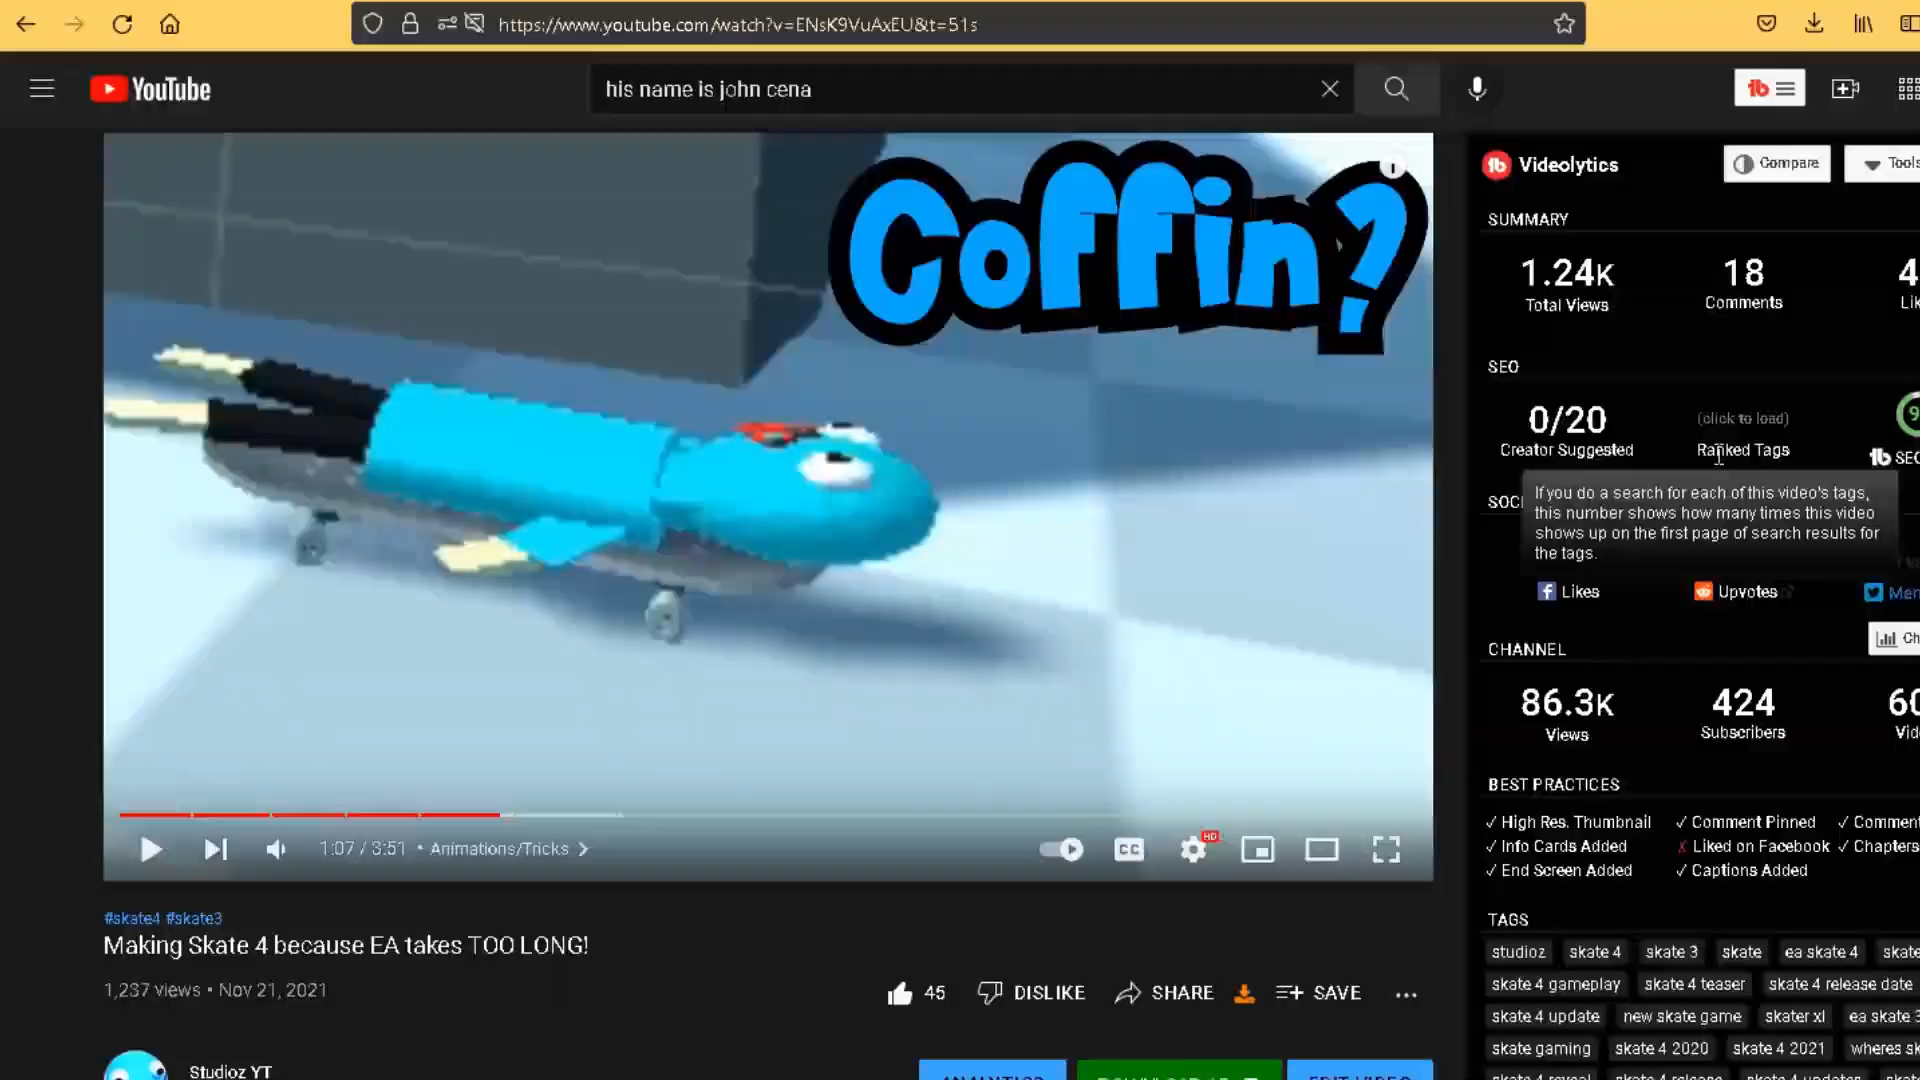 https://www.youtube.com/watch?v=ENsK9VuAxEU&t=51s
YouTube
his name is john cena
Coffin?
Videolytics
Compare
Tools
SUMMARY
1.24K
18
Total Views
Comments
SEO
0/20
(click to load)
Creator Suggested
Ranked Tags
SEO
If you do a search for each of this video's tags,
this number shows how many times this video
shows up on the first page of search results for
the tags.
Likes
Upvotes
CHANNEL
86.3K
424
Views
Subscribers
BEST PRACTICES
✓ High Res. Thumbnail
✓ Comment Pinned
✓ Info Cards Added
✗ Liked on Facebook
✓ Chapters
✓ End Screen Added
✓ Captions Added
1:07 / 3:51 • Animations/Tricks
CC
HD
#skate4 #skate3
Making Skate 4 because EA takes TOO LONG!
1,237 views • Nov 21, 2021
45
DISLIKE
SHARE
SAVE
Studioz YT
TAGS
studioz skate 4 skate 3 skate ea skate 4
skate 4 gameplay skate 4 teaser skate 4 release date
skate 4 update new skate game skater xl ea skate 3
skate gaming skate 4 2020 skate 4 2021